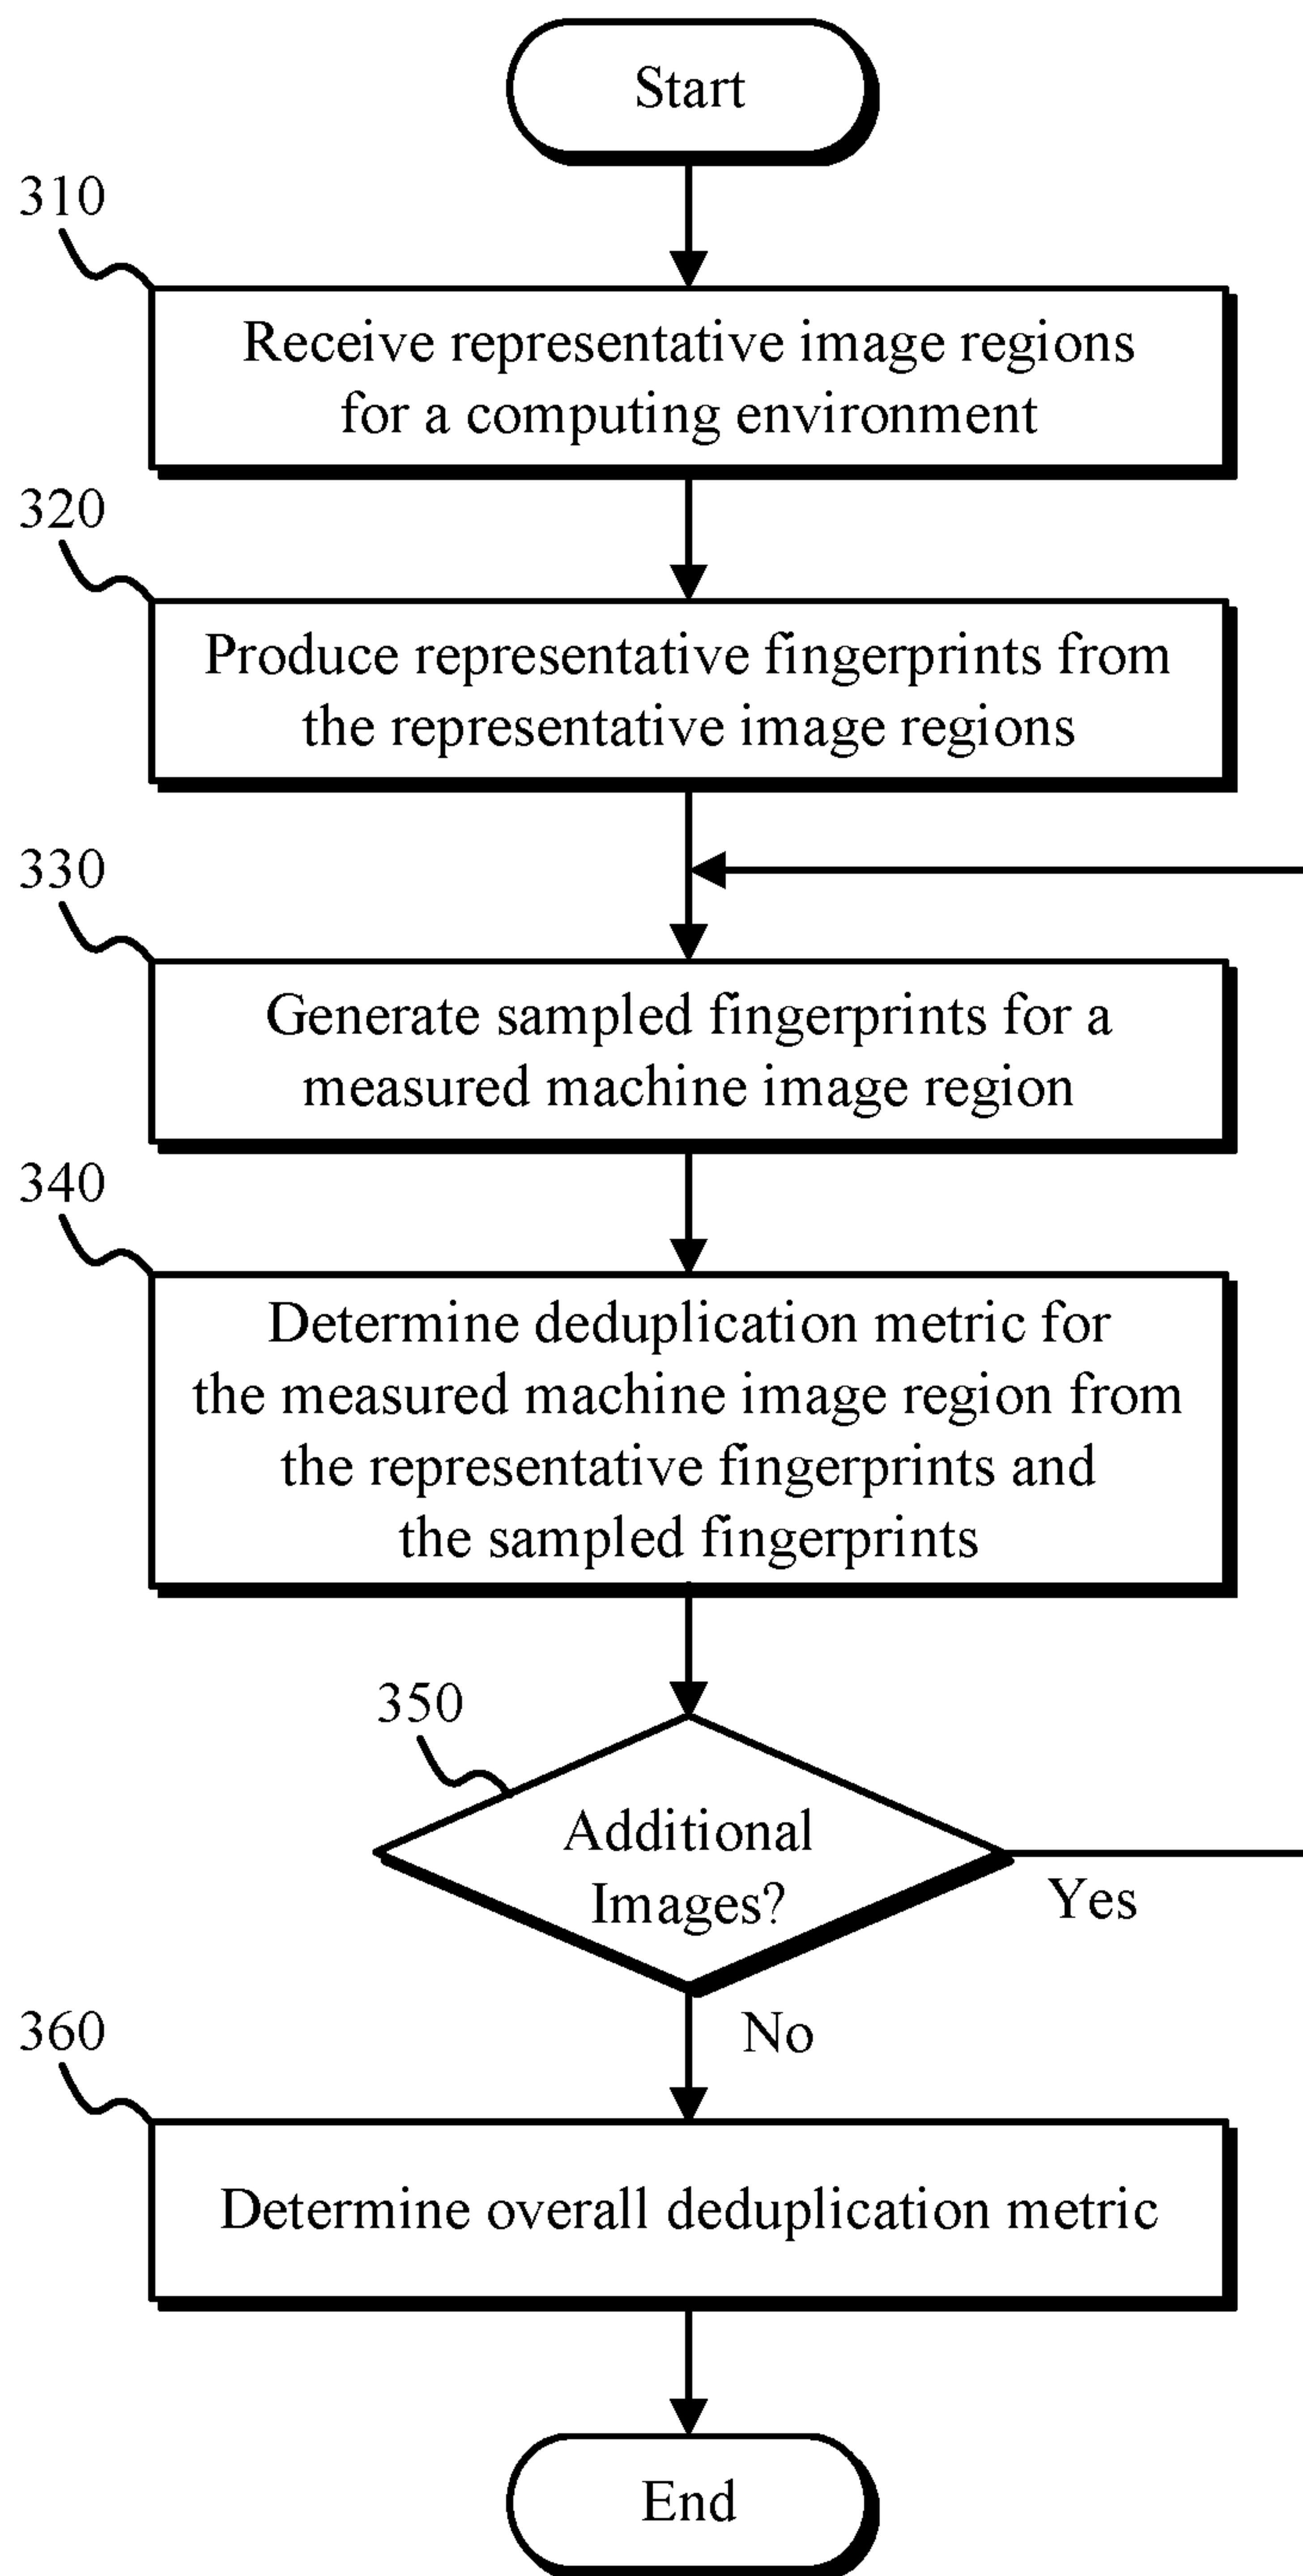 Start
310
Receive representative image regions
for a computing environment
320
Produce representative fingerprints from
the representative image regions
330
Generate sampled fingerprints for a
measured machine image region
340
Determine deduplication metric for
the measured machine image region from
the representative fingerprints and
the sampled fingerprints
350
Additional
Images?
Yes
No
360
Determine overall deduplication metric
End